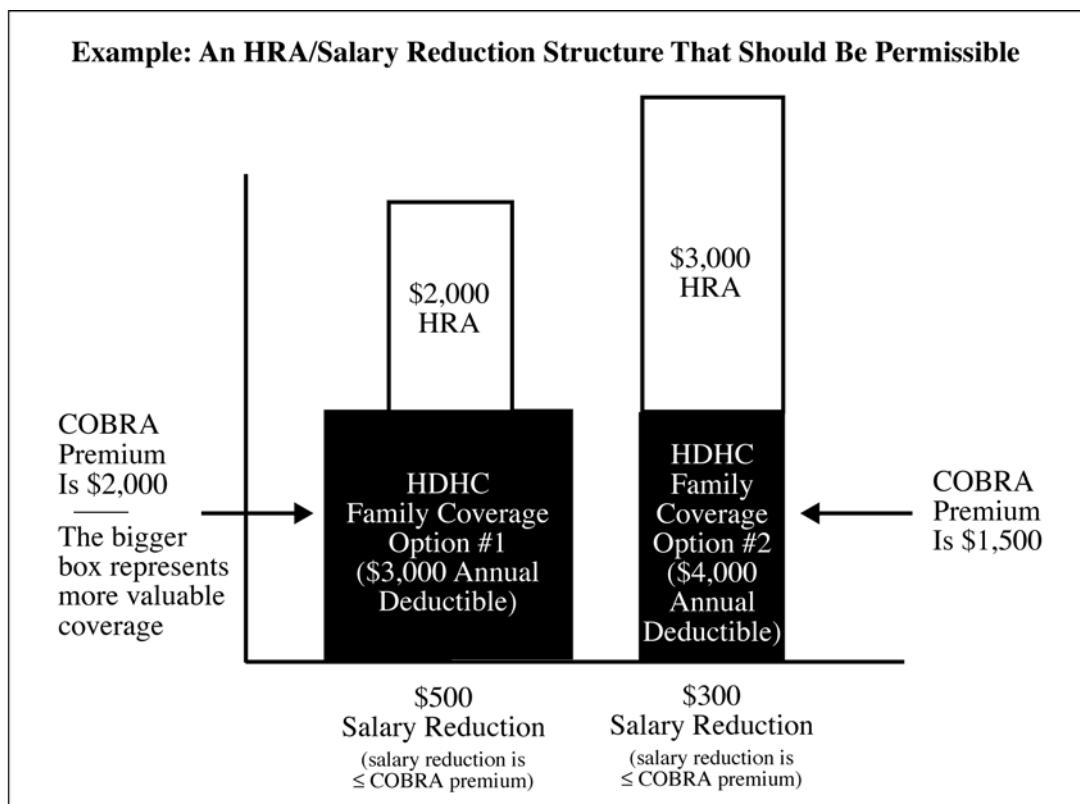 Example: An HRA/Salary Reduction Structure That Should Be Permissible
$2,000
HRA
$3,000
HRA
COBRA
Premium
Is $2,000
The bigger
box represents
more valuable
coverage
HDHC
Family Coverage
Option #1
($3,000 Annual
Deductible)
HDHC
Family
Coverage
Option #2
($4,000
Annual
Deductible)
COBRA
Premium
Is $1,500
$500
Salary Reduction
(salary reduction is
≤ COBRA premium)
$300
Salary Reduction
(salary reduction is
≤ COBRA premium)